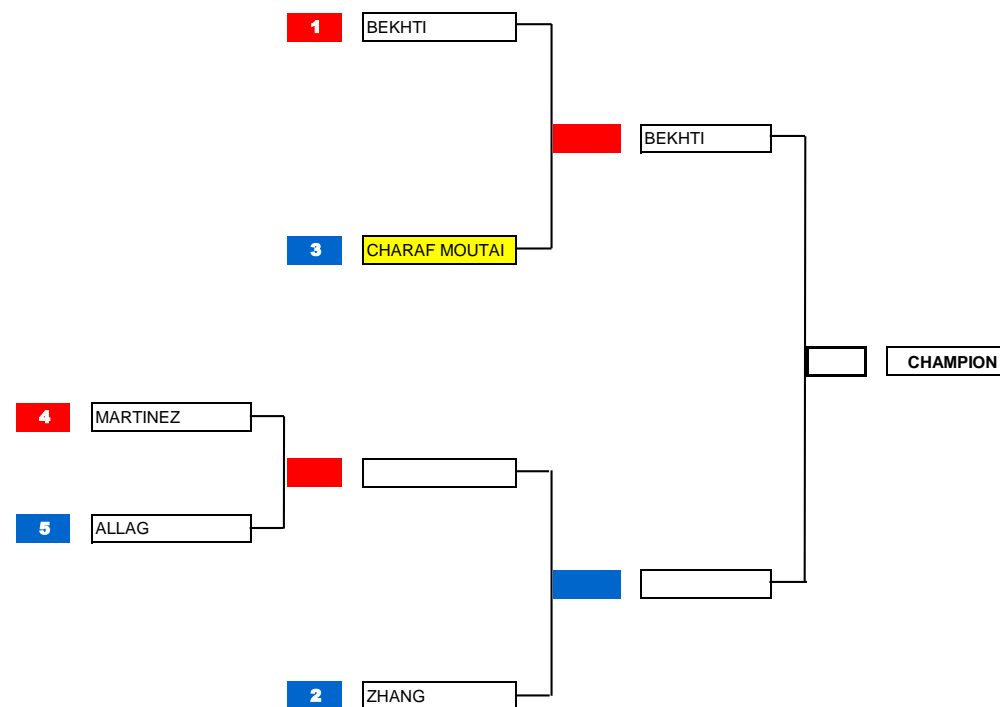 1 BEKHTI
BEKHTI
3 CHARAF MOUTAI
CHAMPION
4 MARTINEZ
5 ALLAG
2 ZHANG